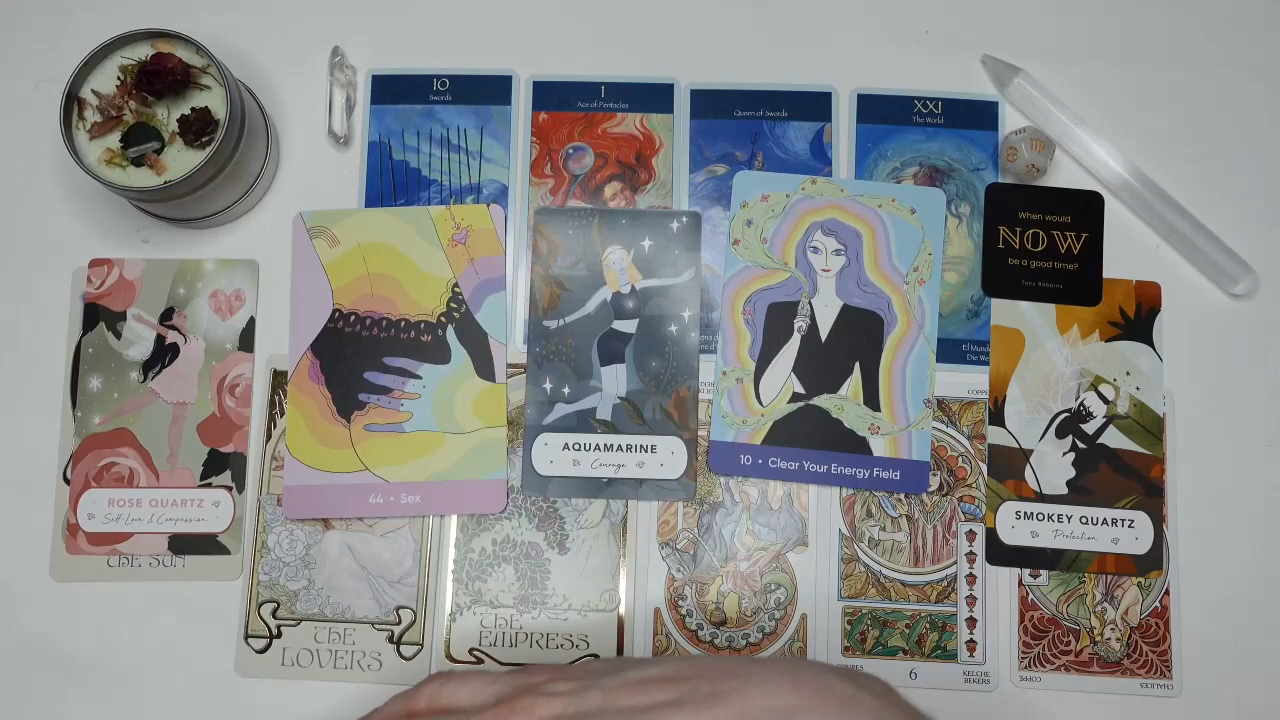 10
Swords
1
Ace of Pentacles
Queen of Swords
XXI
The World
When would
NOW
be a good time?
Tony Robbins
El Mundo
44 • Sex
AQUAMARINE
Courage
10 • Clear Your Energy Field
ROSE QUARTZ
Self-Love & Compassion
THE SUN
SMOKEY QUARTZ
Protection
THE
LOVERS
THE
EMPRESS
6
KELCHE
BEKERS
COPPE
CHALICES